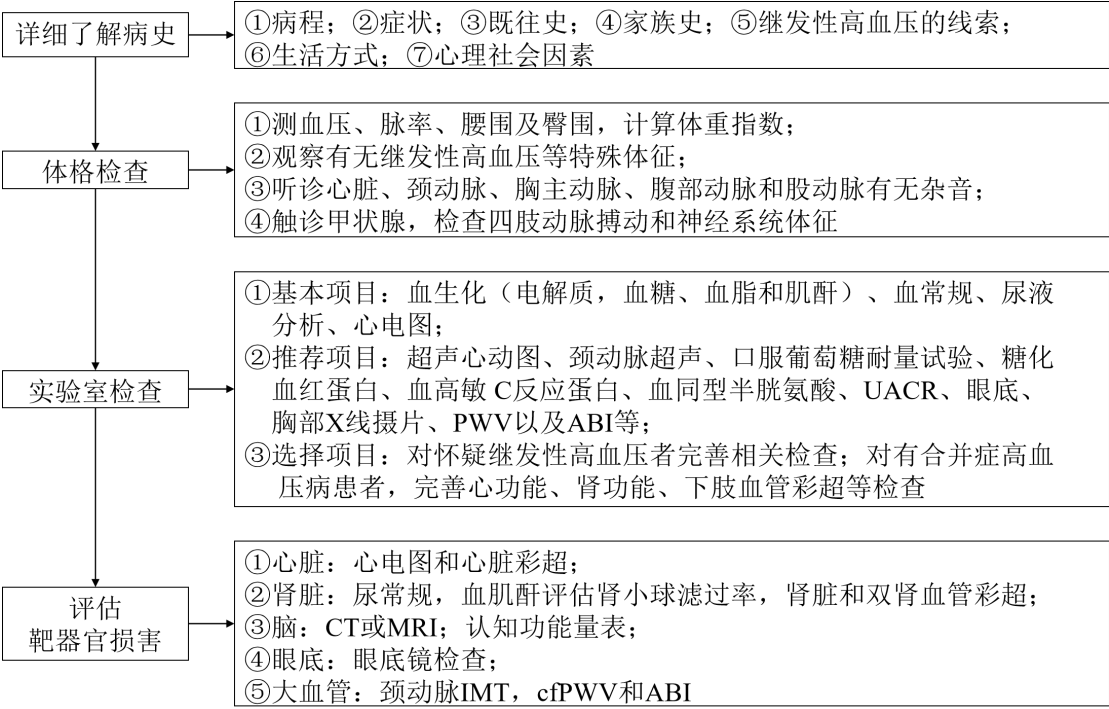 详细了解病史
①病程；②症状；③既往史；④家族史；⑤继发性高血压的线索；
⑥生活方式；⑦心理社会因素
体格检查
①测血压、脉率、腰围及臀围，计算体重指数；
②观察有无继发性高血压等特殊体征；
③听诊心脏、颈动脉、胸主动脉、腹部动脉和股动脉有无杂音；
④触诊甲状腺，检查四肢动脉搏动和神经系统体征
实验室检查
①基本项目：血生化（电解质，血糖、血脂和肌酐）、血常规、尿液
分析、心电图；
②推荐项目：超声心动图、颈动脉超声、口服葡萄糖耐量试验、糖化
血红蛋白、血高敏 C反应蛋白、血同型半胱氨酸、UACR、眼底、
胸部X线摄片、PWV以及ABI等；
③选择项目：对怀疑继发性高血压者完善相关检查；对有合并症高血
压病患者，完善心功能、肾功能、下肢血管彩超等检查
评估
靶器官损害
①心脏：心电图和心脏彩超；
②肾脏：尿常规，血肌酐评估肾小球滤过率，肾脏和双肾血管彩超；
③脑：CT或MRI；认知功能量表；
④眼底：眼底镜检查；
⑤大血管：颈动脉IMT，cfPWV和ABI